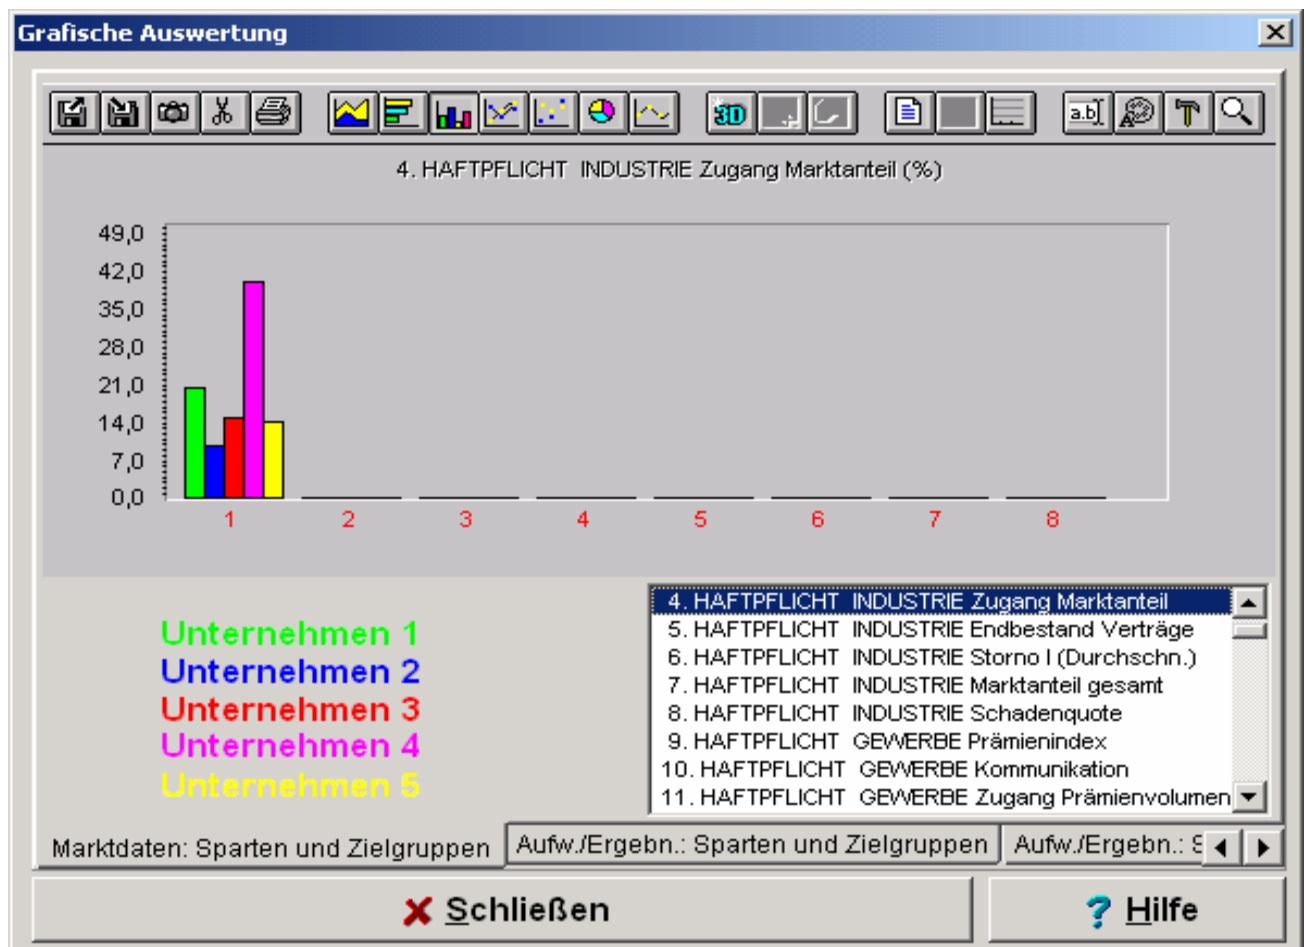 Grafische Auswertung
3D
a.b
A
4. HAFTPFLICHT INDUSTRIE Zugang Marktanteil (%)
49,0
42,0
35,0
28,0
21,0
14,0
7,0
0,0
1 2 3 4 5 6 7 8
Unternehmen 1
Unternehmen 2
Unternehmen 3
Unternehmen 4
Unternehmen 5
4. HAFTPFLICHT INDUSTRIE Zugang Marktanteil
5. HAFTPFLICHT INDUSTRIE Endbestand Verträge
6. HAFTPFLICHT INDUSTRIE Storno I (Durchschn.)
7. HAFTPFLICHT INDUSTRIE Marktanteil gesamt
8. HAFTPFLICHT INDUSTRIE Schadenquote
9. HAFTPFLICHT GEWERBE Prämienindex
10. HAFTPFLICHT GEWERBE Kommunikation
11. HAFTPFLICHT GEWERBE Zugang Prämienvolumen
Marktdaten: Sparten und Zielgruppen
Aufw./Ergebn.: Sparten und Zielgruppen
Aufw./Ergebn.: S
Schließen
? Hilfe